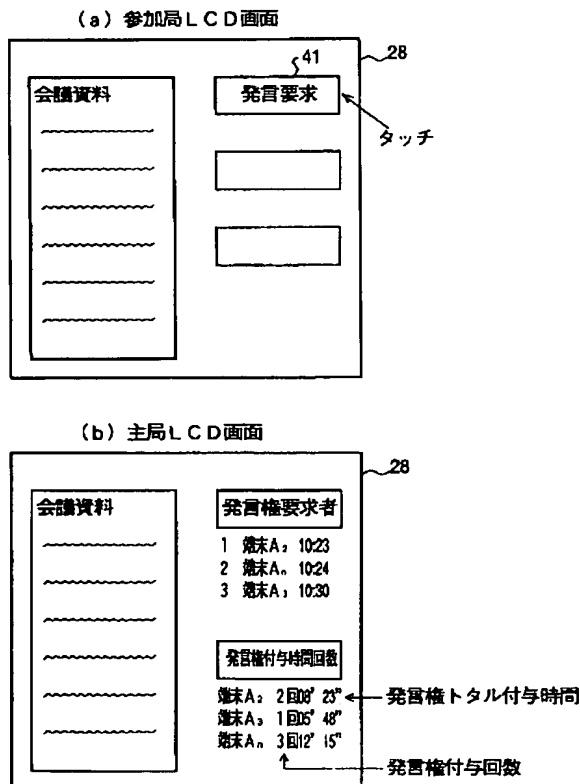 (a) 参加局LCD画面
28
41
会議資料
発言要求
タッチ
(b) 主局LCD画面
28
会議資料
発言権要求者
1 端末A₂ 10:23
2 端末Aₙ 10:24
3 端末A₃ 10:30
発言権付与時間回数
端末A₂ 2回08' 23"
発言権トタル付与時間
端末A₃ 1回05' 48"
端末Aₙ 3回12' 15"
発言権付与回数